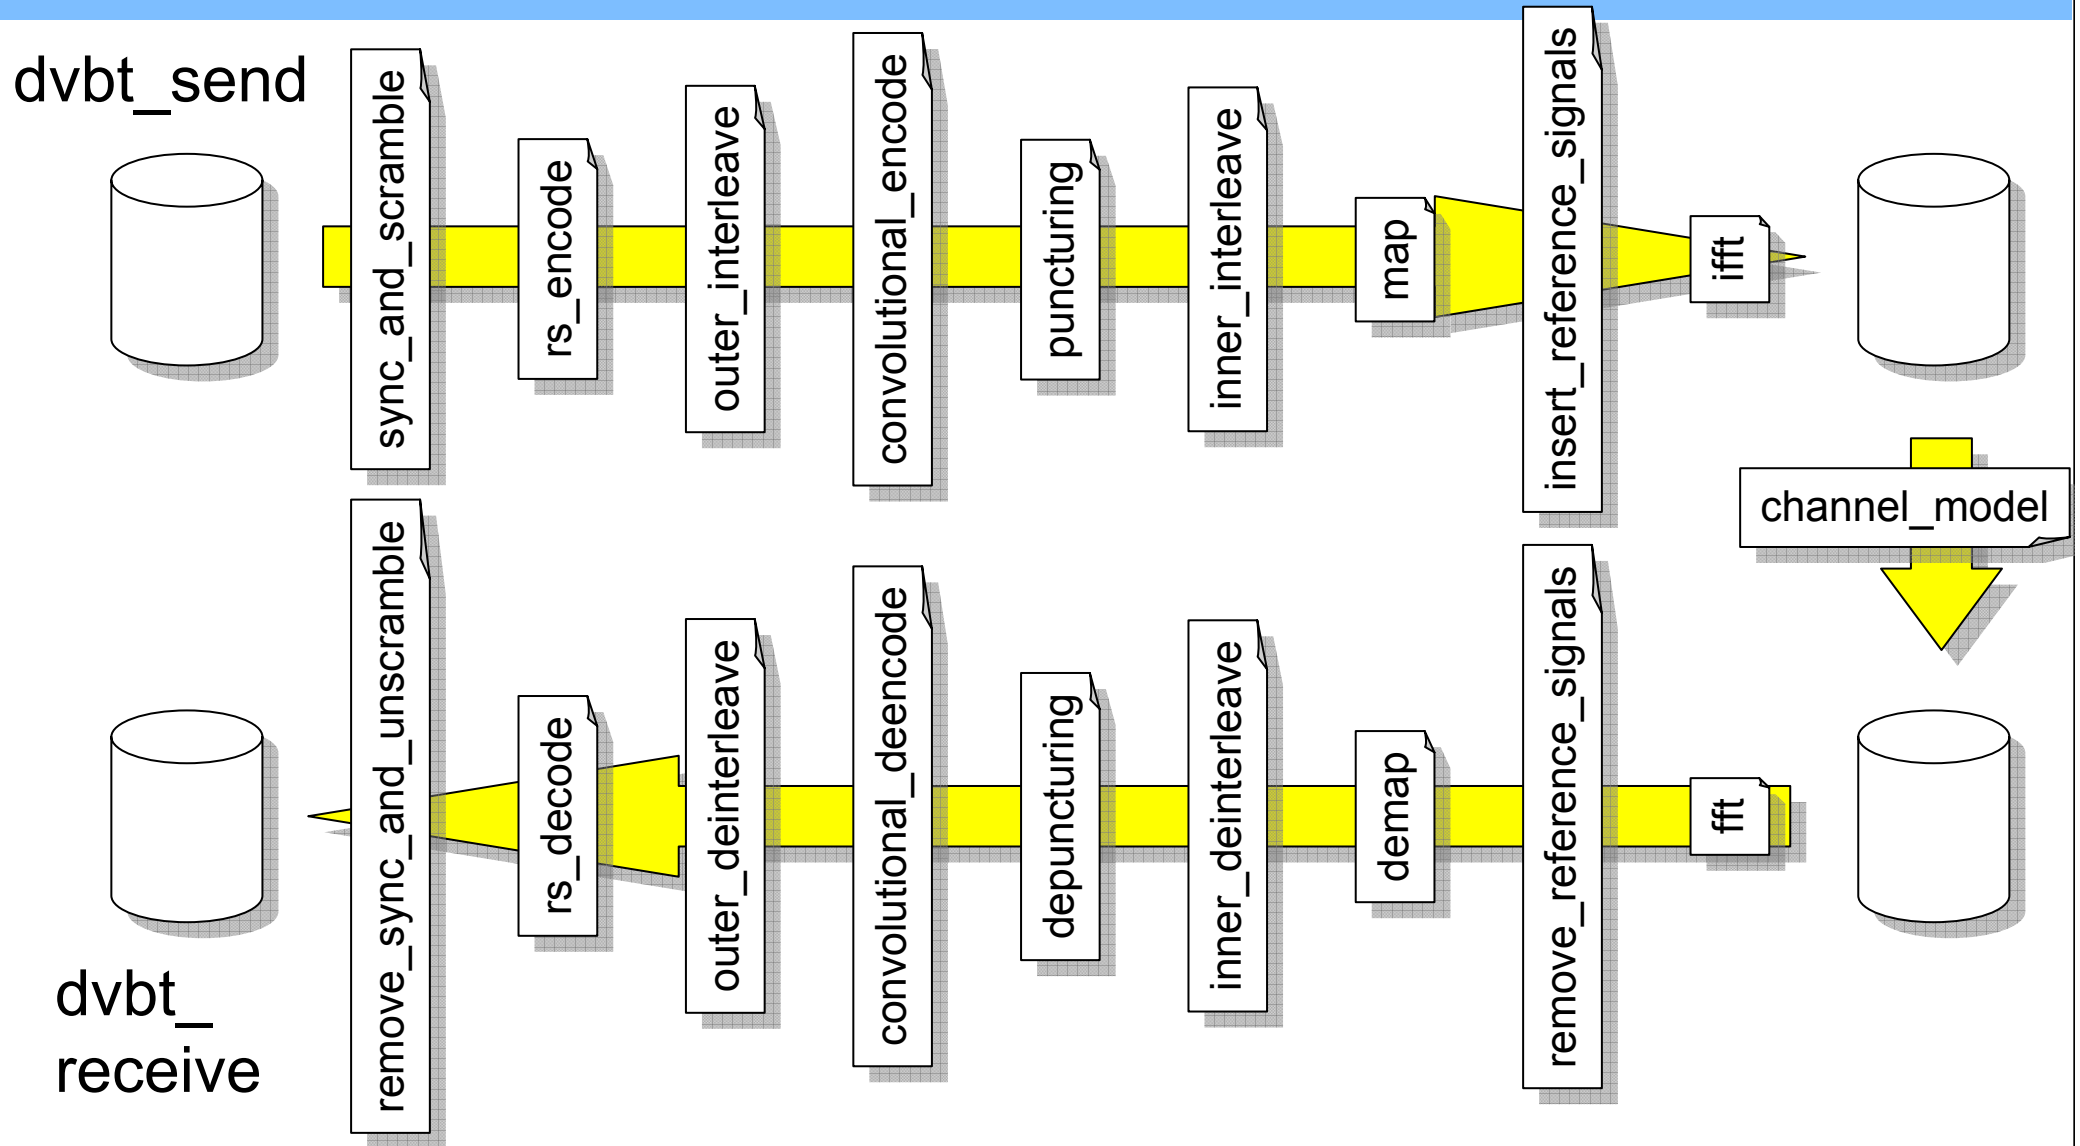 dvbt_send
sync_and_scramble
rs_encode
outer_interleave
convolutional_encode
puncturing
inner_interleave
map
insert_reference_signals
ifft
channel_model
remove_sync_and_unscramble
rs_decode
outer_deinterleave
convolutional_deencode
depuncturing
inner_deinterleave
demap
remove_reference_signals
fft
dvbt_
receive